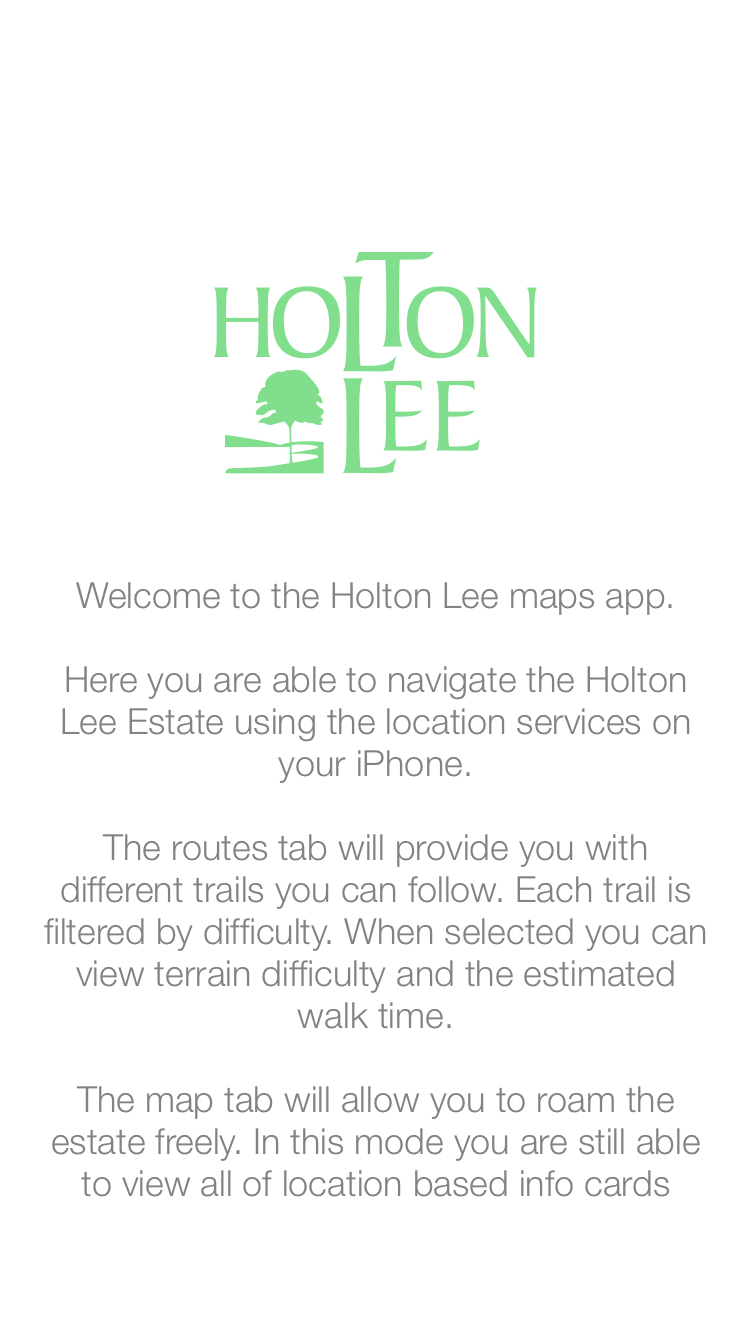 HOLTON
LEE
Welcome to the Holton Lee maps app.
Here you are able to navigate the Holton
Lee Estate using the location services on
your iPhone.
The routes tab will provide you with
different trails you can follow. Each trail is
filtered by difficulty. When selected you can
view terrain difficulty and the estimated
walk time.
The map tab will allow you to roam the
estate freely. In this mode you are still able
to view all of location based info cards